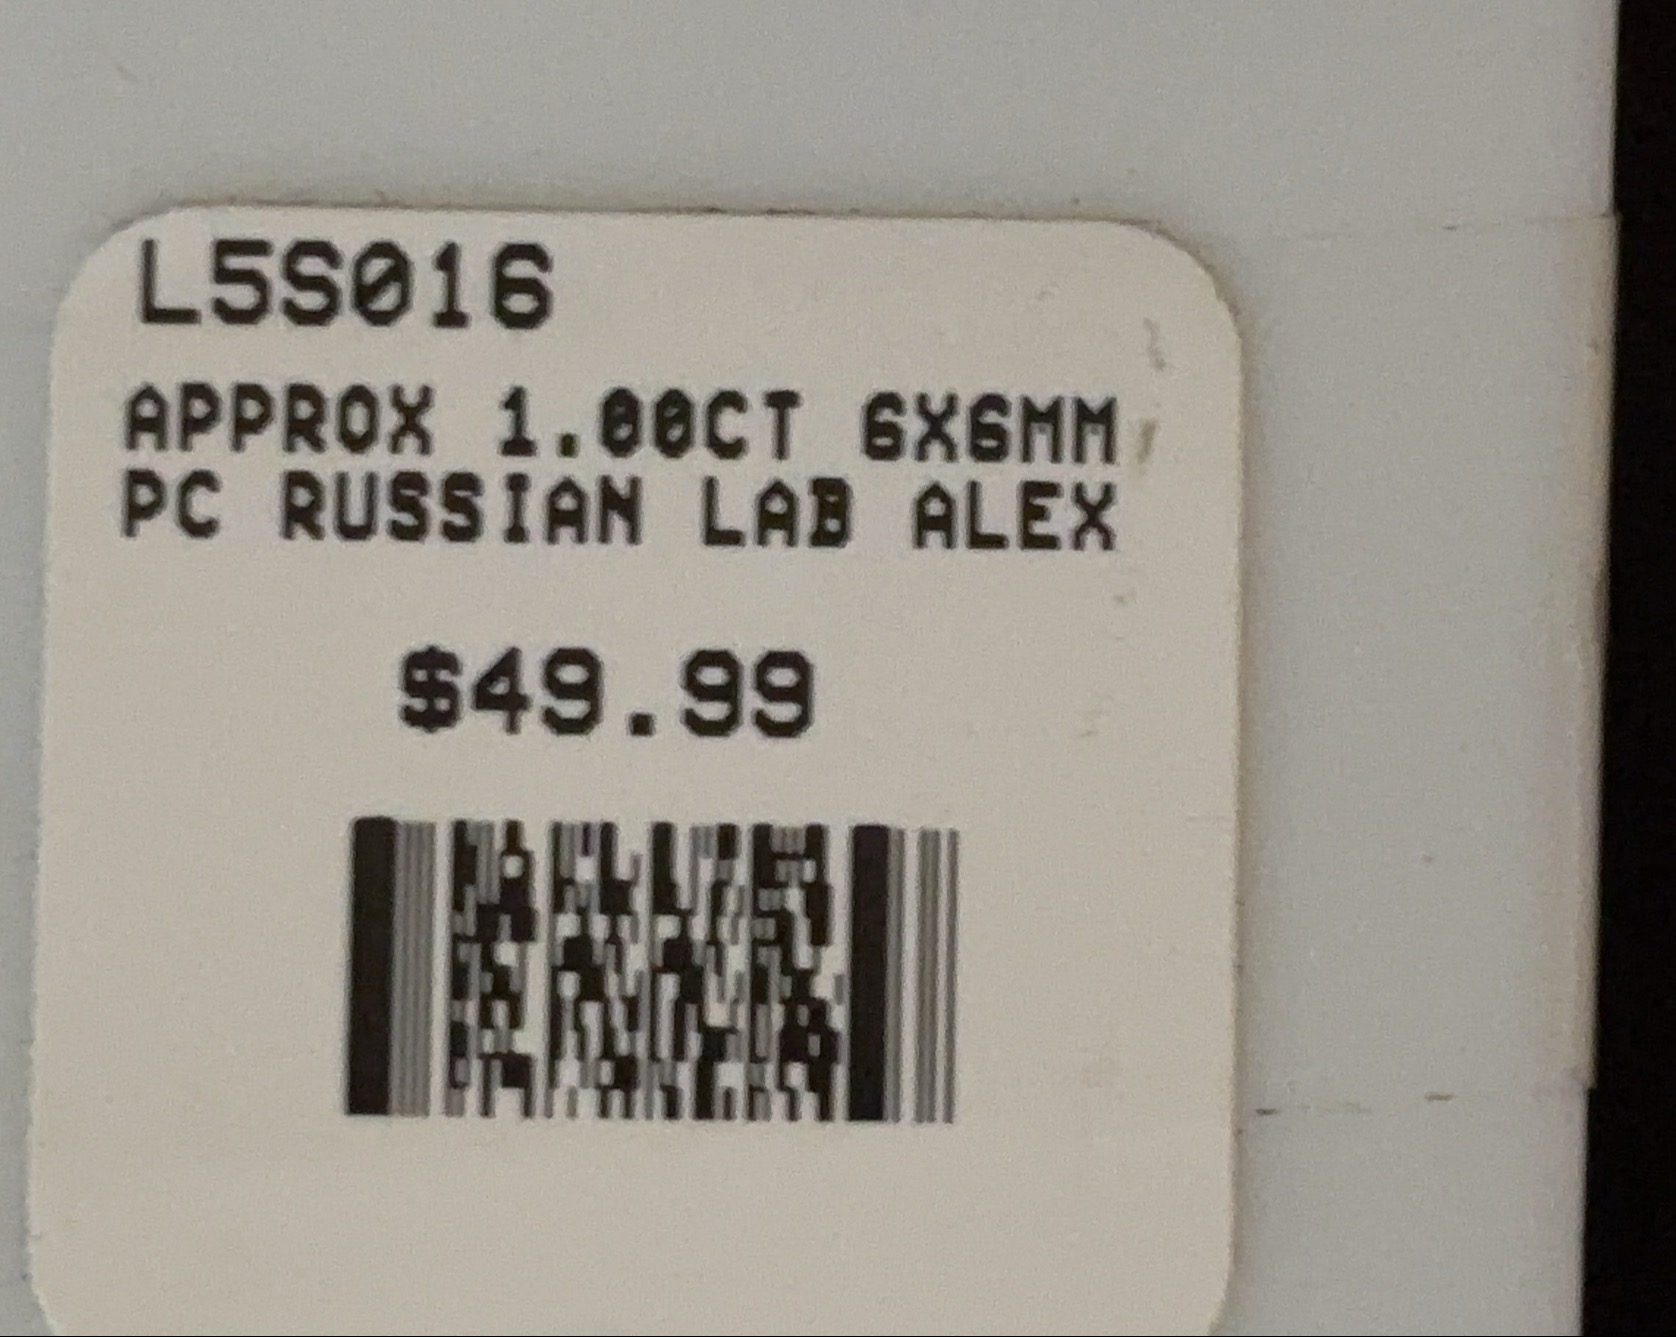 L5S016
APPROX 1.00CT 6X6MM
PC RUSSIAN LAB ALEX
$49.99